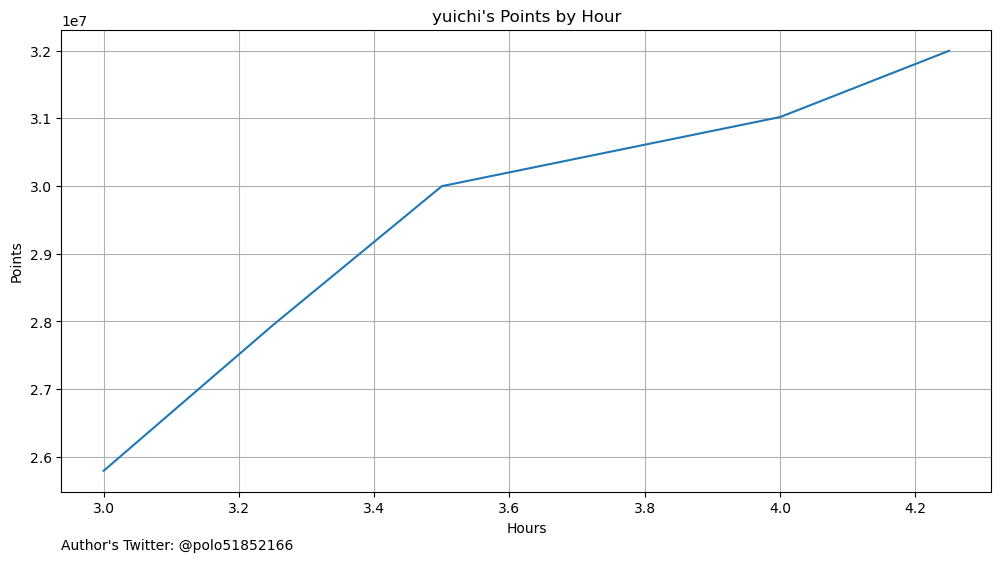 yuichi's Points by Hour
1e7
3.2
3.1
3.0
2.9
2.8
2.7
2.6
Points
3.0 3.2 3.4 3.6 3.8 4.0 4.2
Hours
Author's Twitter: @polo51852166